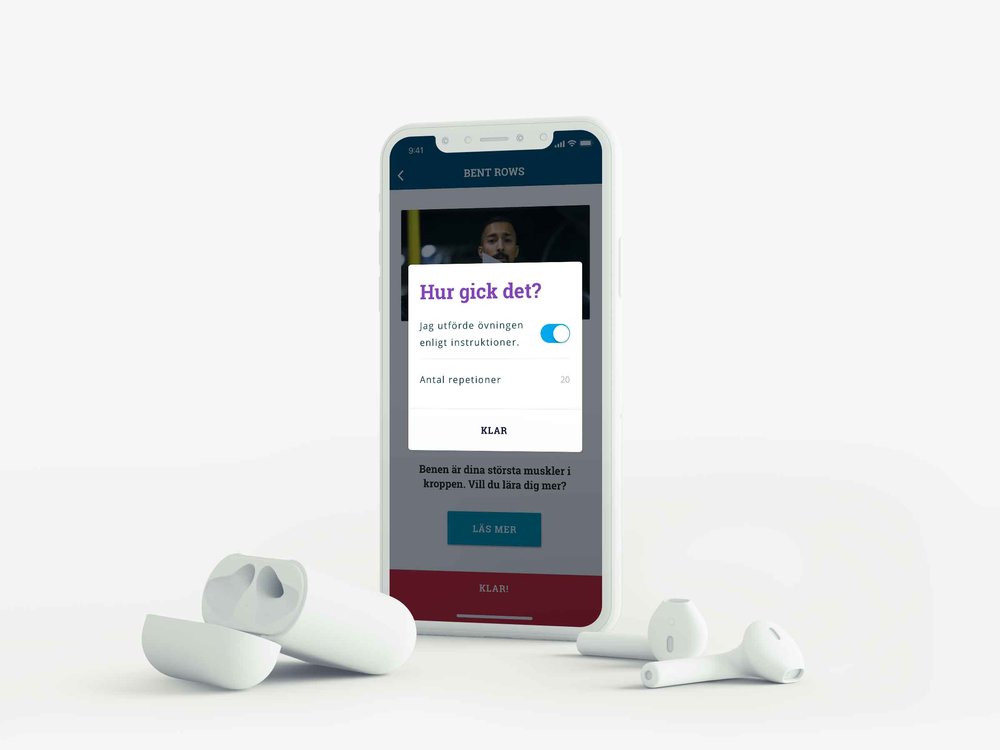 9:41
BENT ROWS
Hur gick det?
Jag utförde övningen
enligt instruktioner.
Antal repetioner
20
KLAR
Benen är dina största muskler i
kroppen. Vill du lära dig mer?
LÄS MER
KLAR!